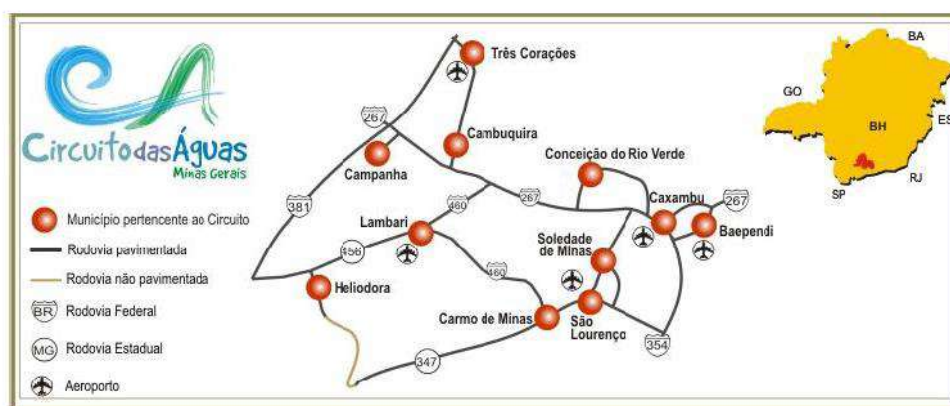 Circuito das Águas
Minas Gerais
Município pertencente ao Circuito
Rodovia pavimentada
Rodovia não pavimentada
BR
Rodovia Federal
MG
Rodovia Estadual
Aeroporto
Três Corações
267
Cambuquira
Campanha
Conceição do Rio Verde
381
460
267
Caxambu
267
Lambari
Baependi
456
Soledade
de Minas
460
Heliodora
Carmo de Minas
São
Lourenço
354
347
BA
GO
ES
BH
SP
RJ